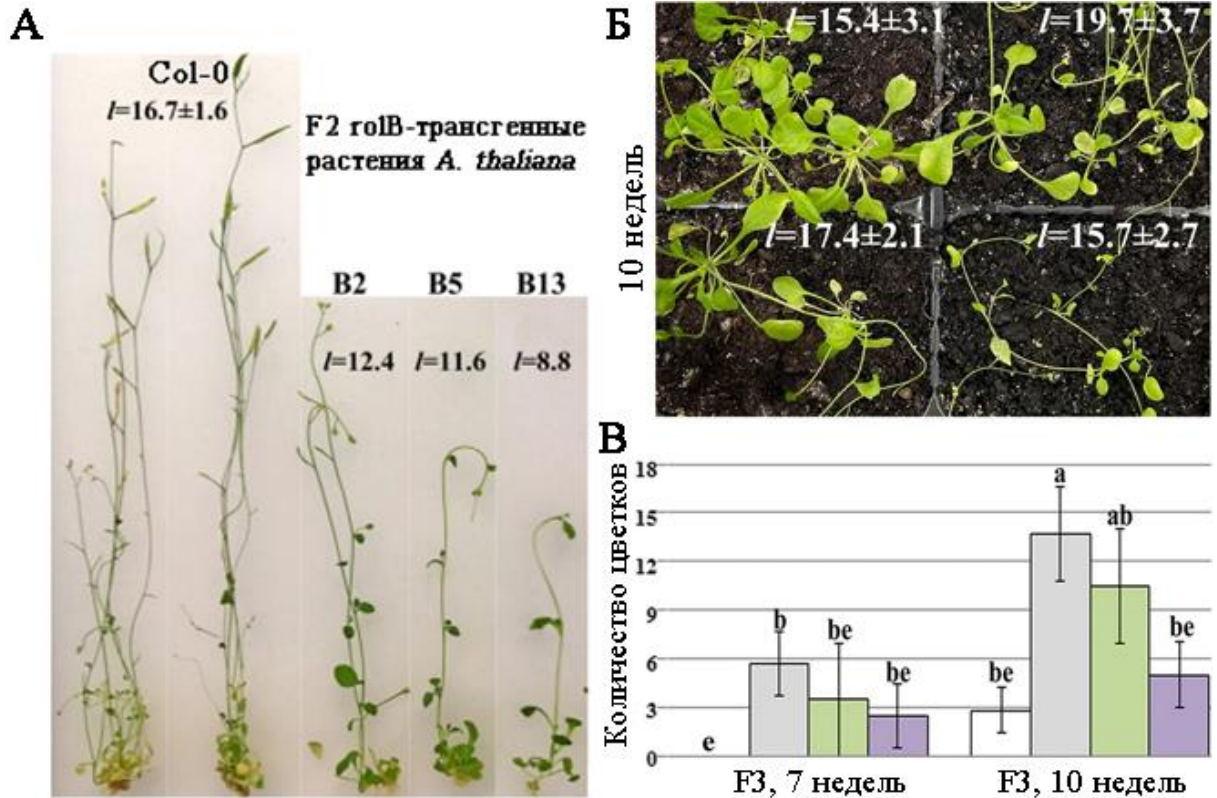 А
Col-0
l=16.7±1.6
F2 rolB-трансгенные
растения A. thaliana
B2 B5 B13
l=12.4 l=11.6 l=8.8
Б
10 недель
l=15.4±3.1 l=19.7±3.7
l=17.4±2.1 l=15.7±2.7
В
Количество цветков
18
15
12
9
6
3
0
e b be be
be a ab be
F3, 7 недель F3, 10 недель